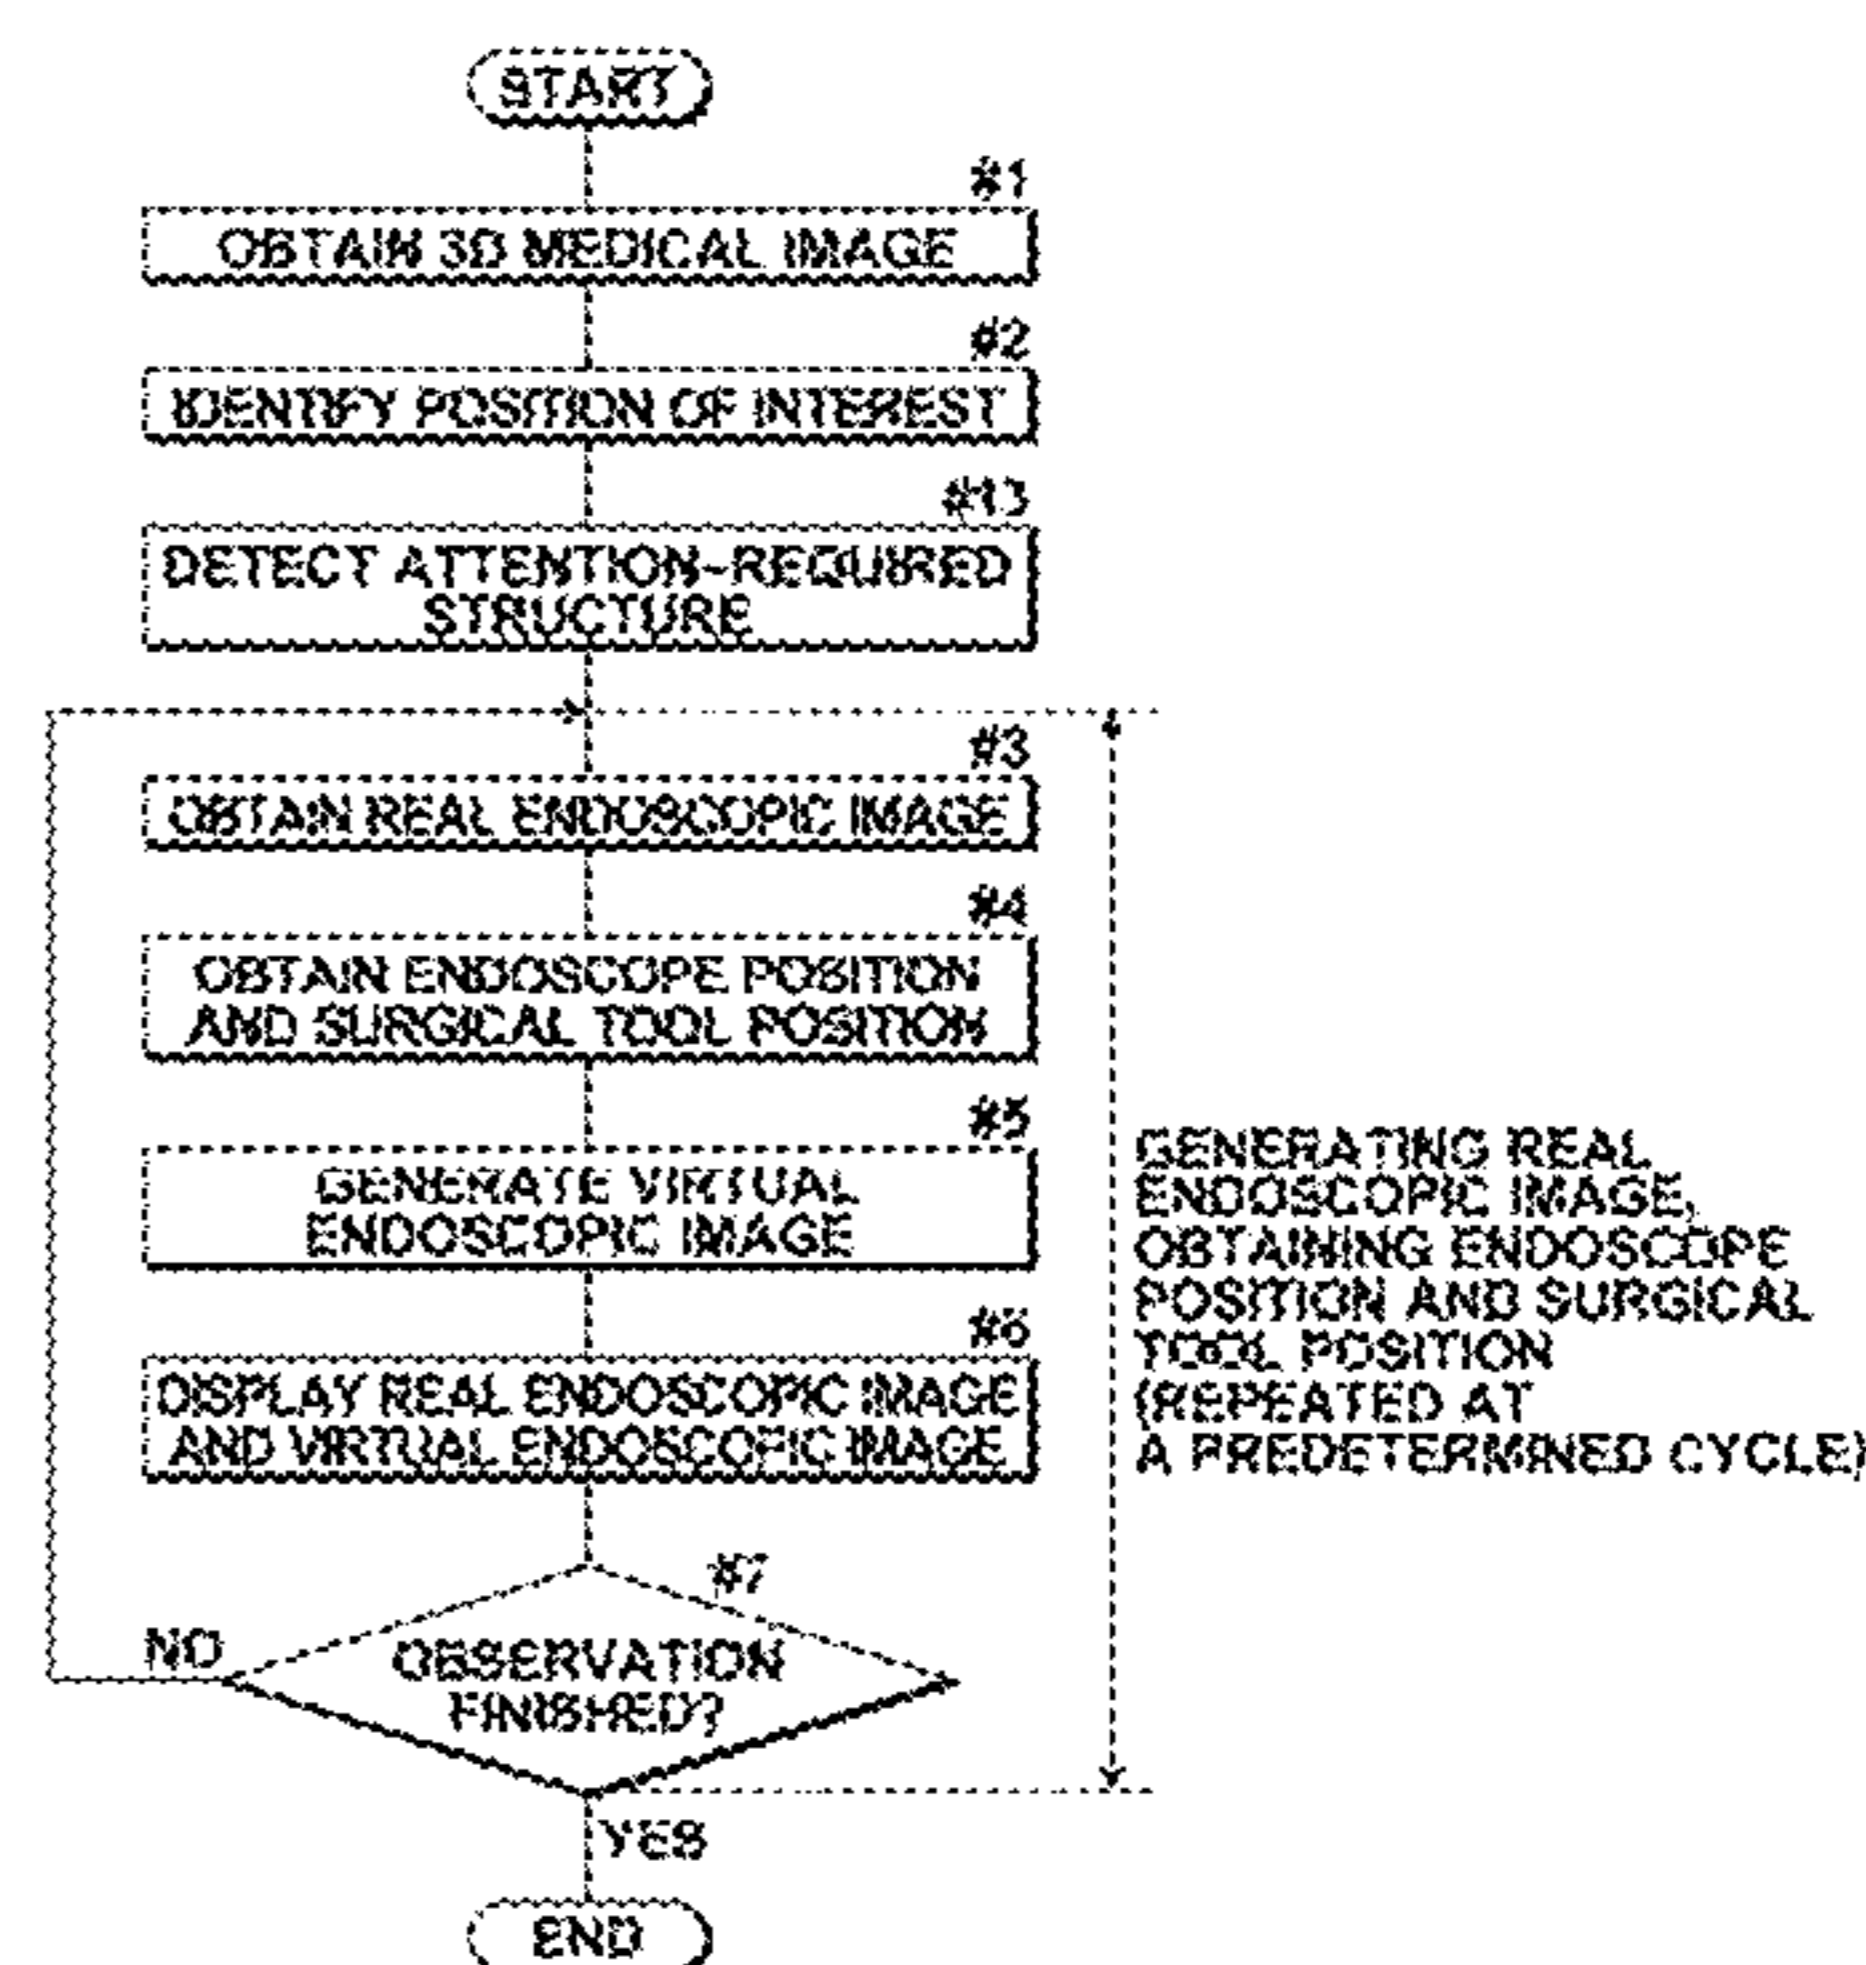 START
#1
OBTAIN 3D MEDICAL IMAGE
#2
IDENTIFY POSITION OF INTEREST
#13
DETECT ATTENTION-REQUIRED
STRUCTURE
#3
OBTAIN REAL ENDOSCOPIC IMAGE
#4
OBTAIN ENDOSCOPE POSITION
AND SURGICAL TOOL POSITION
#5
GENERATE VIRTUAL
ENDOSCOPIC IMAGE
#6
DISPLAY REAL ENDOSCOPIC IMAGE
AND VIRTUAL ENDOSCOPIC IMAGE
GENERATING REAL
ENDOSCOPIC IMAGE,
OBTAINING ENDOSCOPE
POSITION AND SURGICAL
TOOL POSITION
(REPEATED AT
A PREDETERMINED CYCLE)
#7
NO
OBSERVATION
FINISHED?
YES
END